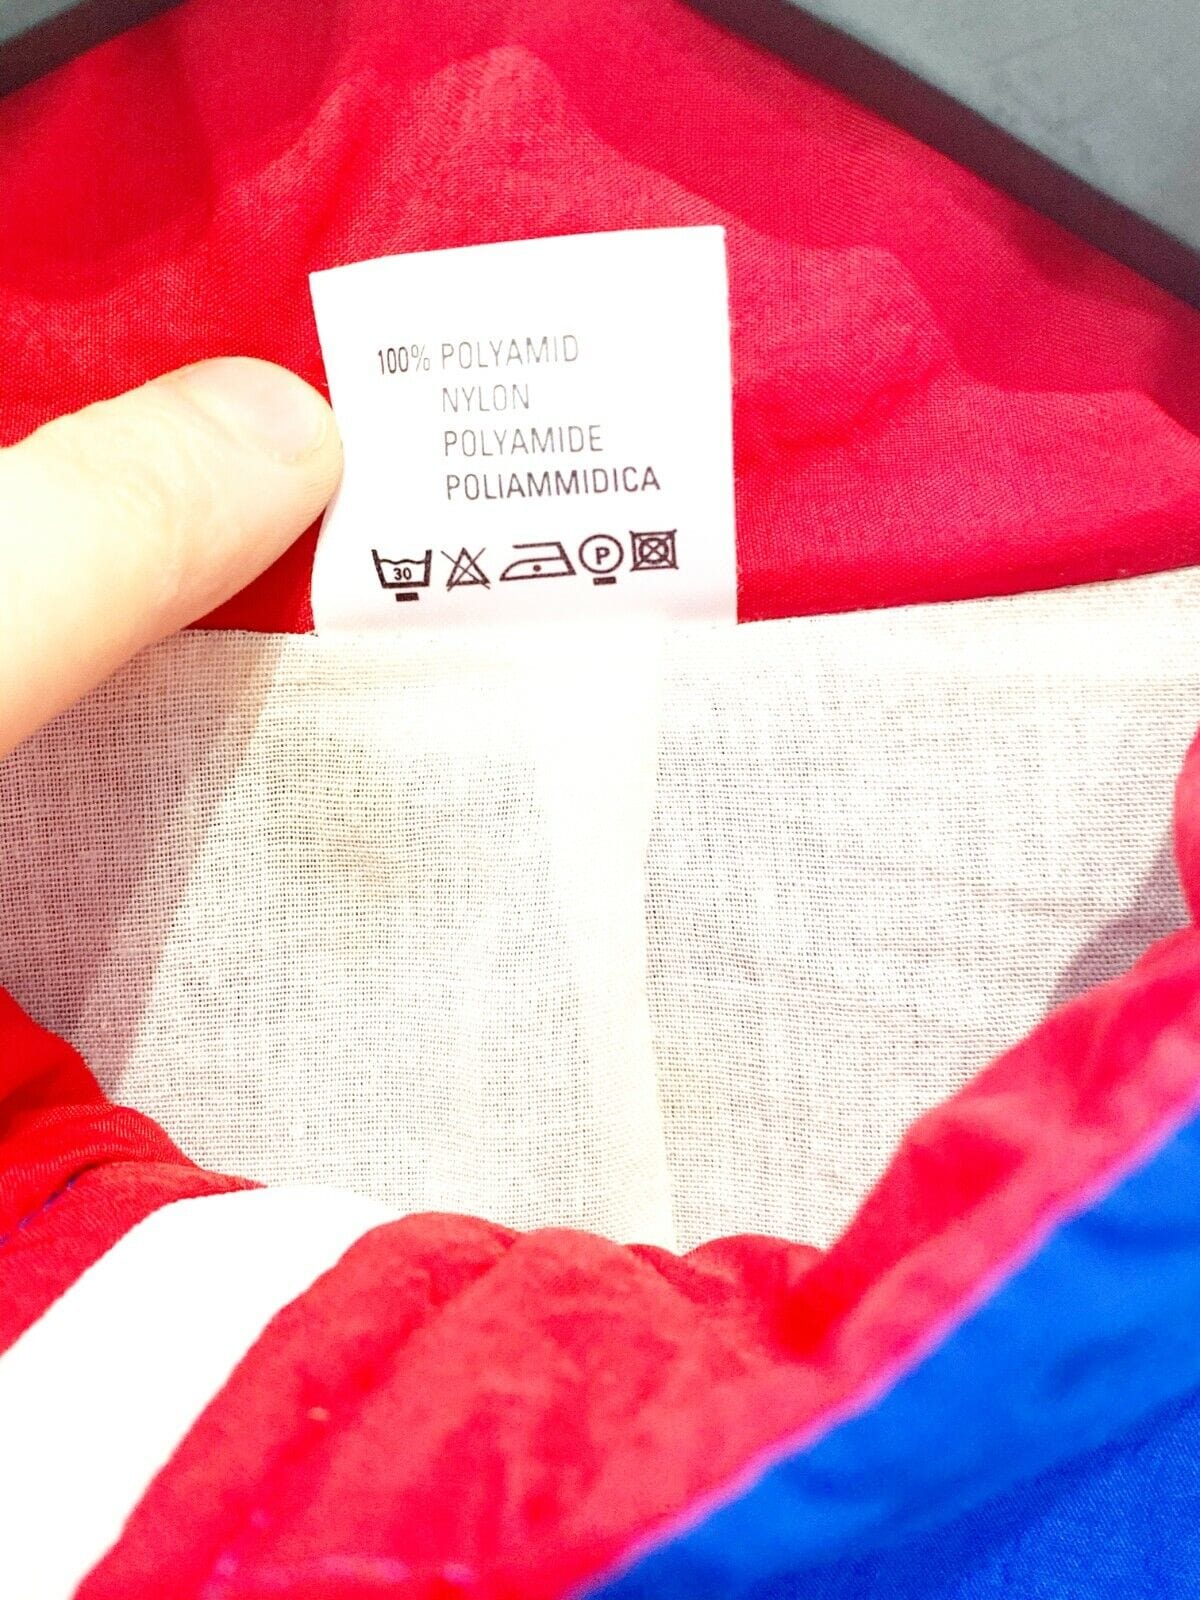 100% POLYAMID
NYLON
POLYAMIDE
POLIAMMIDICA
30 P